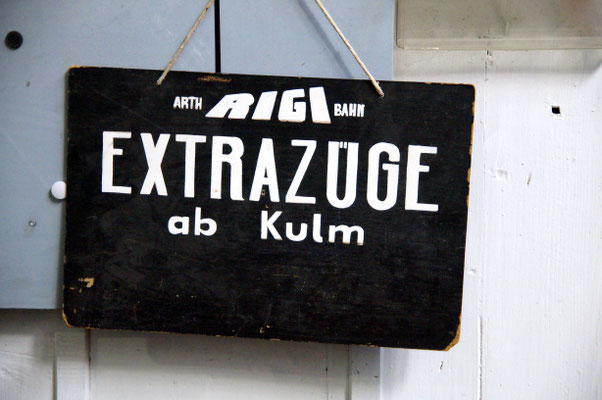 ARTH RIGI BAHN
EXTRAZÜGE
ab Kulm